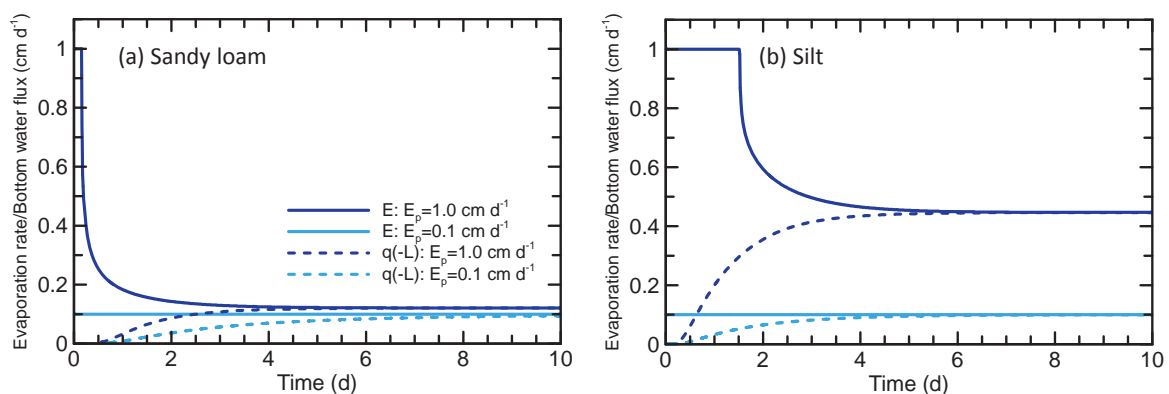 Evaporation rate/Bottom water flux (cm d⁻¹)
1
0.8
0.6
0.4
0.2
0
(a) Sandy loam
E: Eₚ=1.0 cm d⁻¹
E: Eₚ=0.1 cm d⁻¹
q(-L): Eₚ=1.0 cm d⁻¹
q(-L): Eₚ=0.1 cm d⁻¹
0 2 4 6 8 10
Time (d)
Evaporation rate/Bottom water flux (cm d⁻¹)
1
0.8
0.6
0.4
0.2
0
(b) Silt
0 2 4 6 8 10
Time (d)